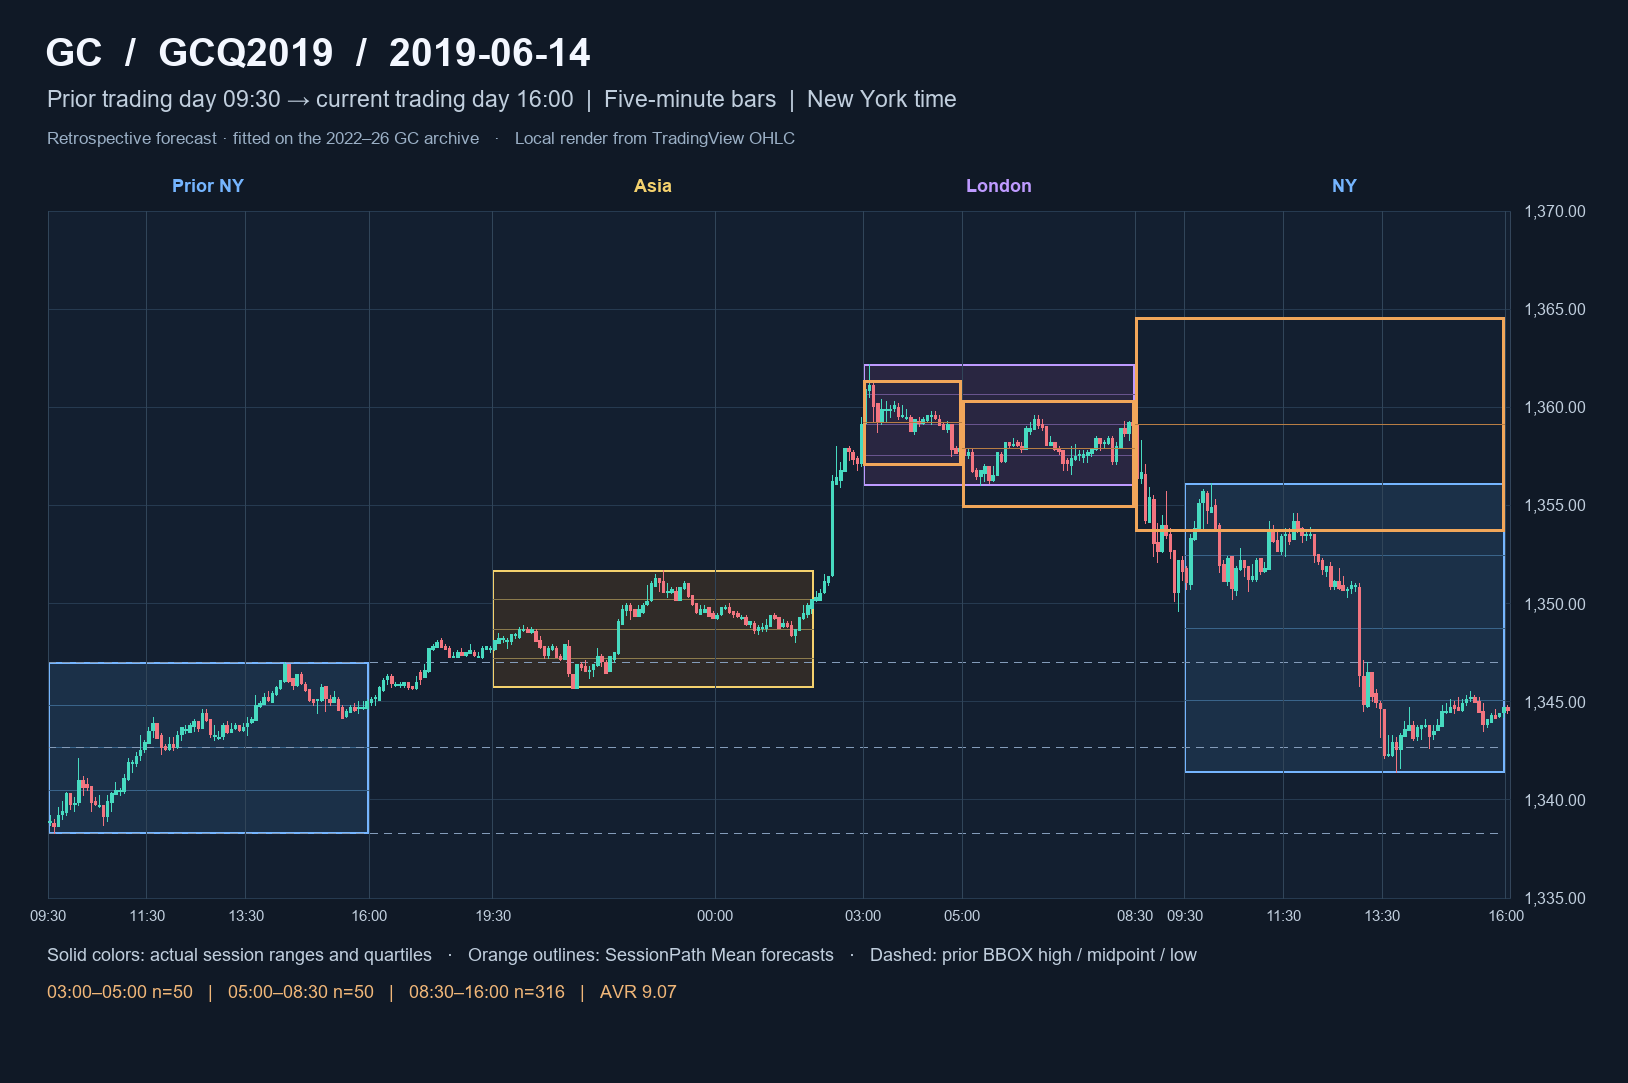 GC / GCQ2019 / 2019-06-14
Prior trading day 09:30 → current trading day 16:00 | Five-minute bars | New York time
Retrospective forecast · fitted on the 2022–26 GC archive · Local render from TradingView OHLC
Prior NY Asia London NY
1,370.00
1,365.00
1,360.00
1,355.00
1,350.00
1,345.00
1,340.00
1,335.00
09:30 11:30 13:30 16:00 19:30 00:00 03:00 05:00 08:30 09:30 11:30 13:30 16:00
Solid colors: actual session ranges and quartiles · Orange outlines: SessionPath Mean forecasts · Dashed: prior BBOX high / midpoint / low
03:00–05:00 n=50 | 05:00–08:30 n=50 | 08:30–16:00 n=316 | AVR 9.07